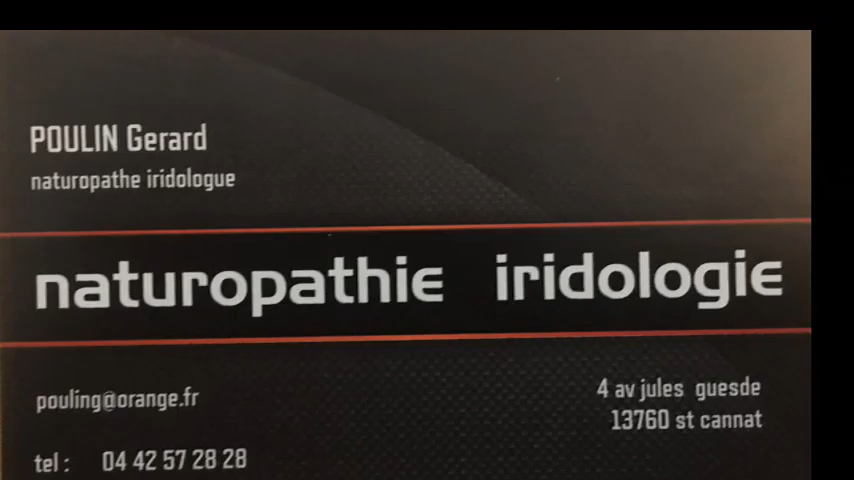 POULIN Gerard
naturopathe iridologue
naturopathie iridologie
pouling@orange.fr
4 av jules guesde
13760 st cannat
tel : 04 42 57 28 28